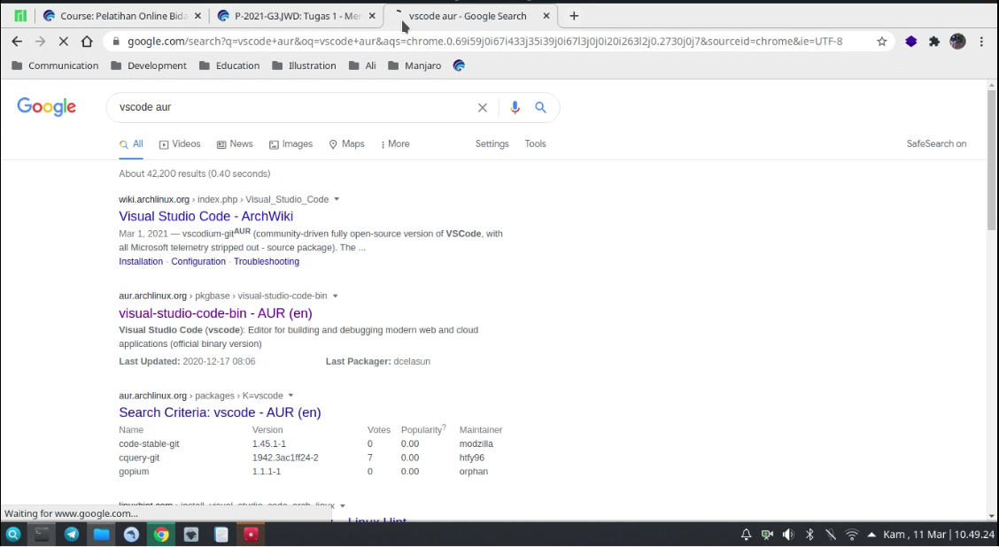 Course: Pelatihan Online Bida
P-2021-G3.JWD: Tugas 1 - Mer
vscode aur - Google Search
google.com/search?q=vscode+aur&oq=vscode+aur&aqs=chrome.0.69i59j0i67i433j35i39j0i67l3j0j0i20i263l2j0.2730j0j7&sourceid=chrome&ie=UTF-8
Communication
Development
Education
Illustration
Ali
Manjaro
Google
vscode aur
All
Videos
News
Images
Maps
More
Settings
Tools
SafeSearch on
About 42,200 results (0.40 seconds)
wiki.archlinux.org › index.php › Visual_Studio_Code
Visual Studio Code - ArchWiki
Mar 1, 2021 — vscodium-gitAUR (community-driven fully open-source version of VSCode, with
all Microsoft telemetry stripped out - source package). The ...
Installation · Configuration · Troubleshooting
aur.archlinux.org › pkgbase › visual-studio-code-bin
visual-studio-code-bin - AUR (en)
Visual Studio Code (vscode): Editor for building and debugging modern web and cloud
applications (official binary version)
Last Updated: 2020-12-17 08:06 Last Packager: dcelasun
aur.archlinux.org › packages › K=vscode
Search Criteria: vscode - AUR (en)
Name Version Votes Popularity? Maintainer
code-stable-git 1.45.1-1 0 0.00 modzilla
cquery-git 1942.3ac1ff24-2 7 0.00 htfy96
gopium 1.1.1-1 0 0.00 orphan
linuxhint.com › install_visual_studio_code_arch_linux
Linux Hint
Waiting for www.google.com...
Kam , 11 Mar | 10.49.24